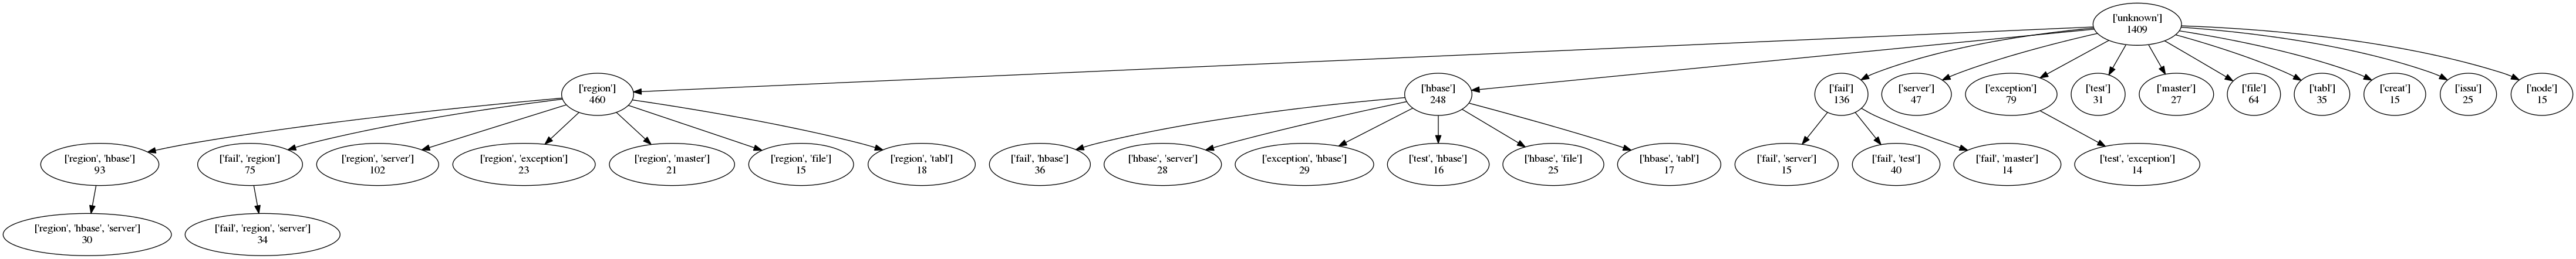 ['unknown']
1409
['region']
460
['hbase']
248
['fail']
136
['server']
47
['exception']
79
['test']
31
['master']
27
['file']
64
['tabl']
35
['creat']
15
['issu']
25
['node']
15
['region', 'hbase']
93
['fail', 'region']
75
['region', 'server']
102
['region', 'exception']
23
['region', 'master']
21
['region', 'file']
15
['region', 'tabl']
18
['fail', 'hbase']
36
['hbase', 'server']
28
['exception', 'hbase']
29
['test', 'hbase']
16
['hbase', 'file']
25
['hbase', 'tabl']
17
['fail', 'server']
15
['fail', 'test']
40
['fail', 'master']
14
['test', 'exception']
14
['region', 'hbase', 'server']
30
['fail', 'region', 'server']
34